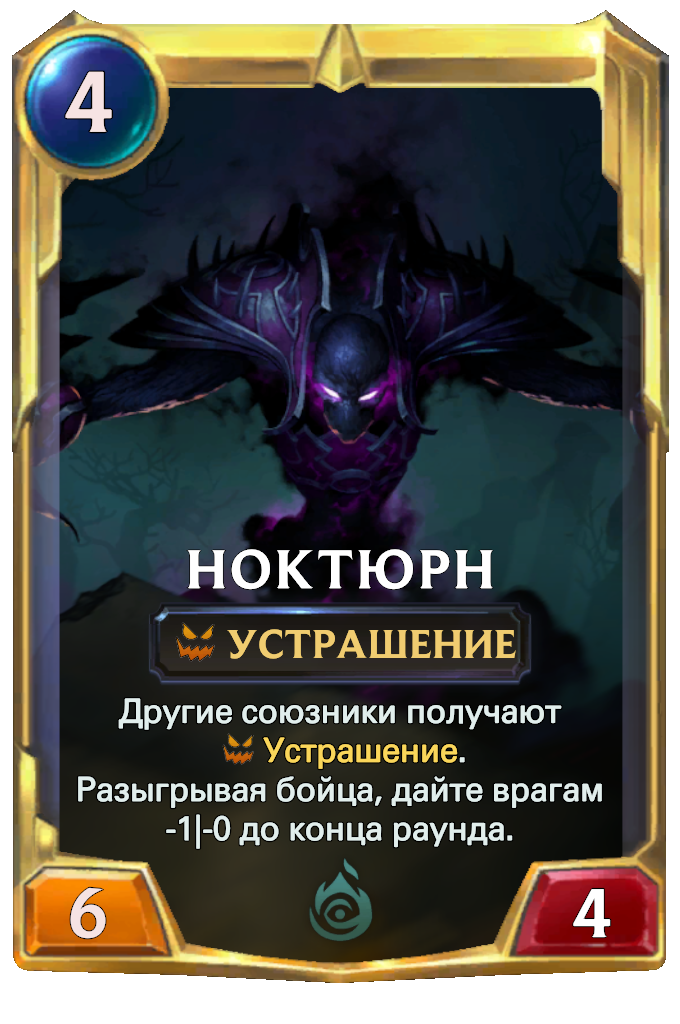 4
НОКТЮРН
УСТРАШЕНИЕ
Другие союзники получают
Устрашение.
Разыгрывая бойца, дайте врагам
-1|-0 до конца раунда.
6
4